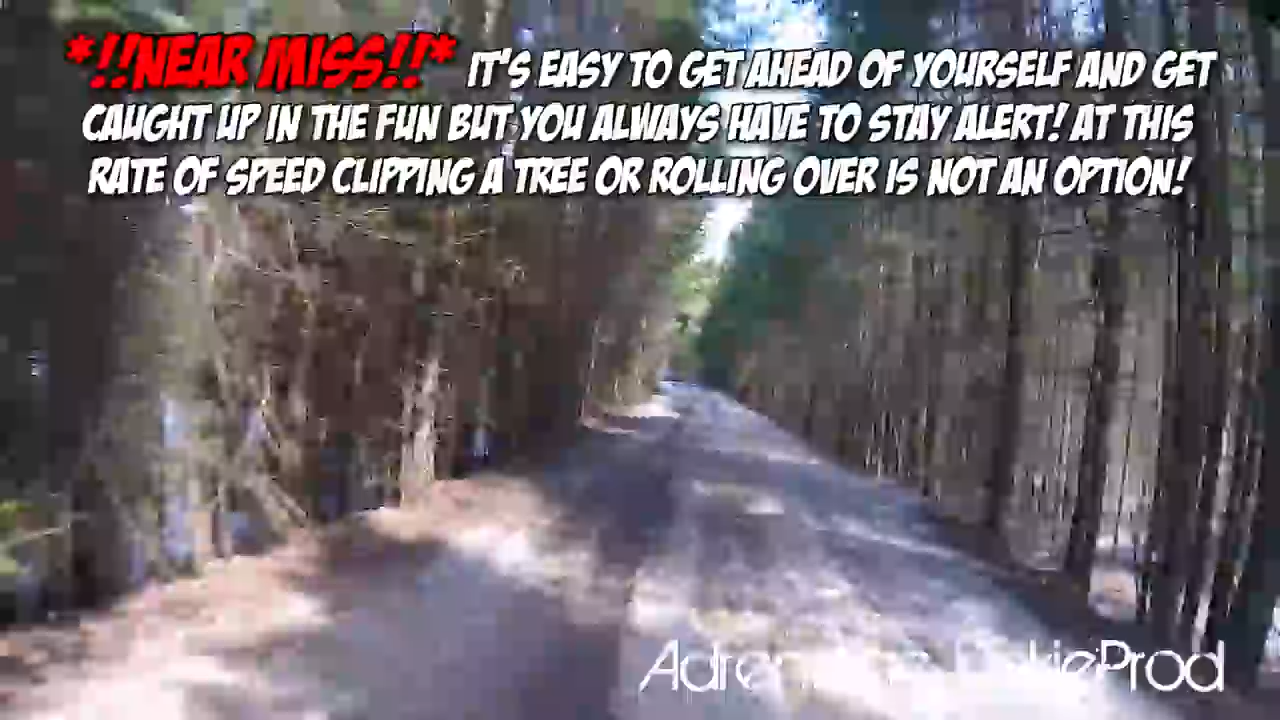 *!!NEAR MISS!!* IT'S EASY TO GET AHEAD OF YOURSELF AND GET
CAUGHT UP IN THE FUN BUT YOU ALWAYS HAVE TO STAY ALERT! AT THIS
RATE OF SPEED CLIPPING A TREE OR ROLLING OVER IS NOT AN OPTION!